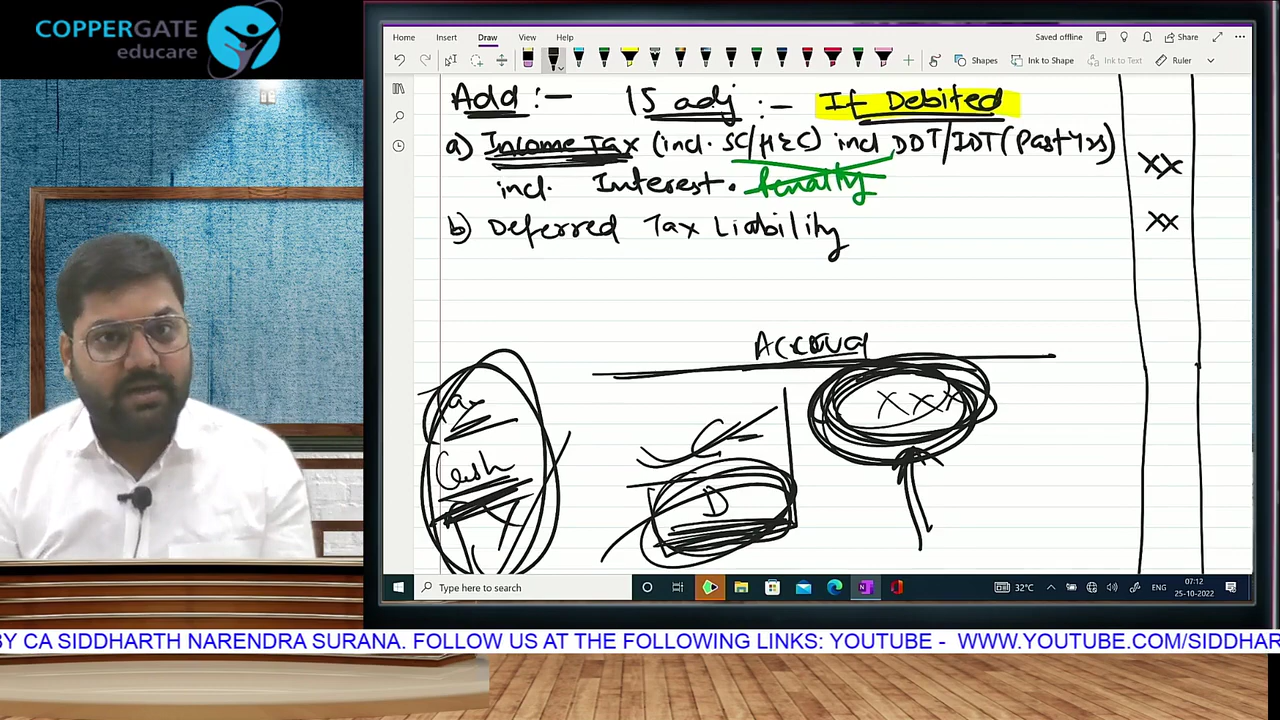 COPPERGATE
educare
Home Insert Draw View Help
Saved offline
Share
Shapes
Ink to Shape
Ink to Text
Ruler
Add :- 15 adj :- If Debited
a) Income Tax (incl. SC/HEC) incl DDT/IDT (Past Yrs) XX
incl. Interest. Penalty
b) Deferred Tax Liability XX
Accrual
Tax
XXX
Cash
C
D
Type here to search
32°C
ENG
07:12
25-10-2022
BY CA SIDDHARTH NARENDRA SURANA. FOLLOW US AT THE FOLLOWING LINKS: YOUTUBE - WWW.YOUTUBE.COM/SIDDHAR